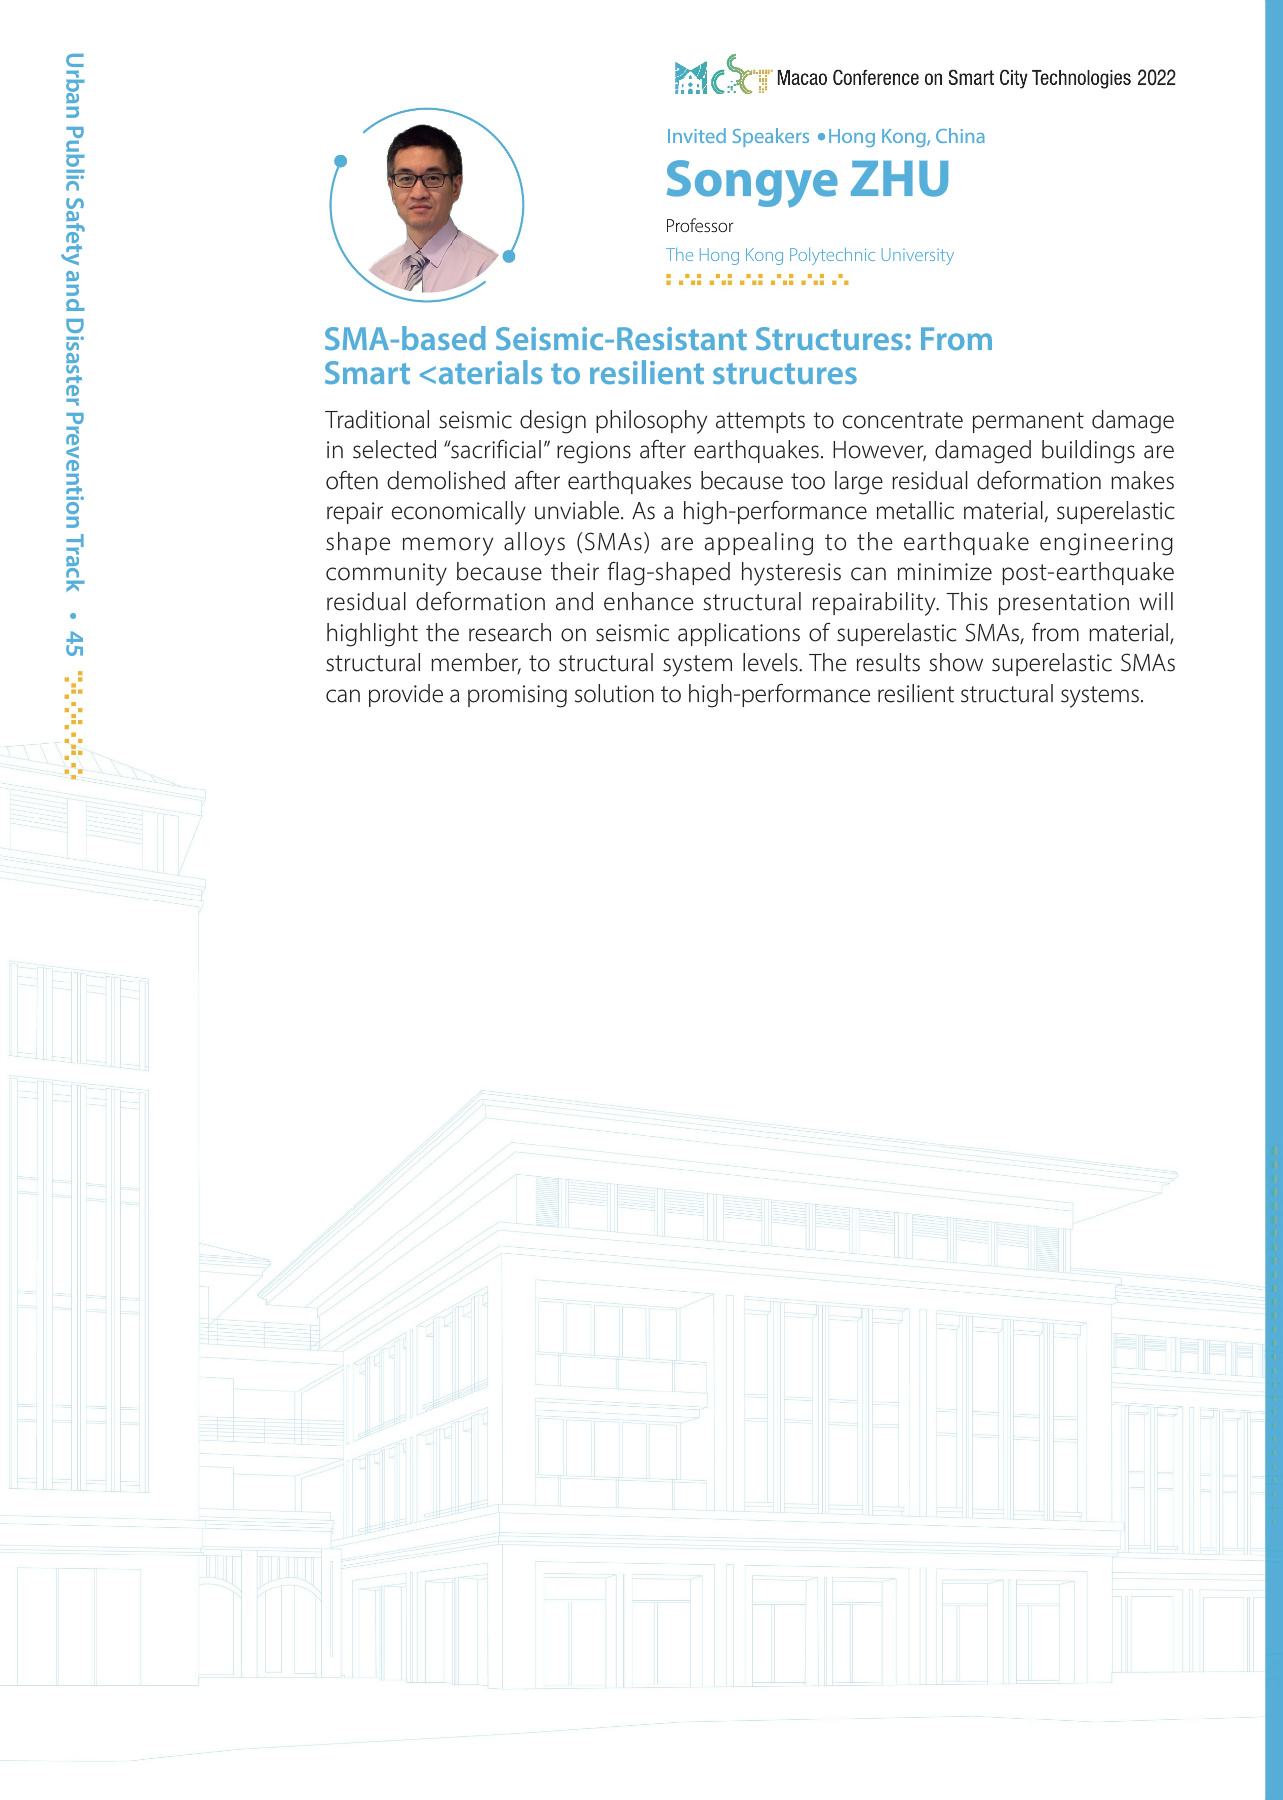 Urban Public Safety and Disaster Prevention Track • 45
MCSCT Macao Conference on Smart City Technologies 2022
Invited Speakers •Hong Kong, China
Songye ZHU
Professor
The Hong Kong Polytechnic University
SMA-based Seismic-Resistant Structures: From
Smart <aterials to resilient structures
Traditional seismic design philosophy attempts to concentrate permanent damage
in selected “sacrificial” regions after earthquakes. However, damaged buildings are
often demolished after earthquakes because too large residual deformation makes
repair economically unviable. As a high-performance metallic material, superelastic
shape memory alloys (SMAs) are appealing to the earthquake engineering
community because their flag-shaped hysteresis can minimize post-earthquake
residual deformation and enhance structural repairability. This presentation will
highlight the research on seismic applications of superelastic SMAs, from material,
structural member, to structural system levels. The results show superelastic SMAs
can provide a promising solution to high-performance resilient structural systems.